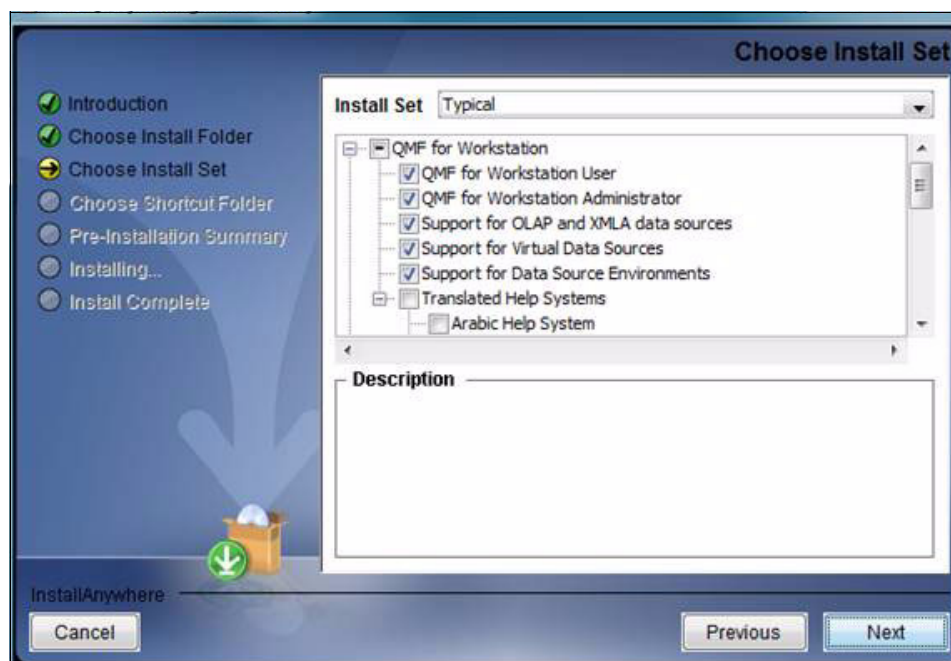 Choose Install Set
Introduction
Choose Install Folder
Choose Install Set
Choose Shortcut Folder
Pre-Installation Summary
Installing...
Install Complete
Install Set Typical
QMF for Workstation
QMF for Workstation User
QMF for Workstation Administrator
Support for OLAP and XMLA data sources
Support for Virtual Data Sources
Support for Data Source Environments
Translated Help Systems
Arabic Help System
Description
InstallAnywhere
Cancel Previous Next